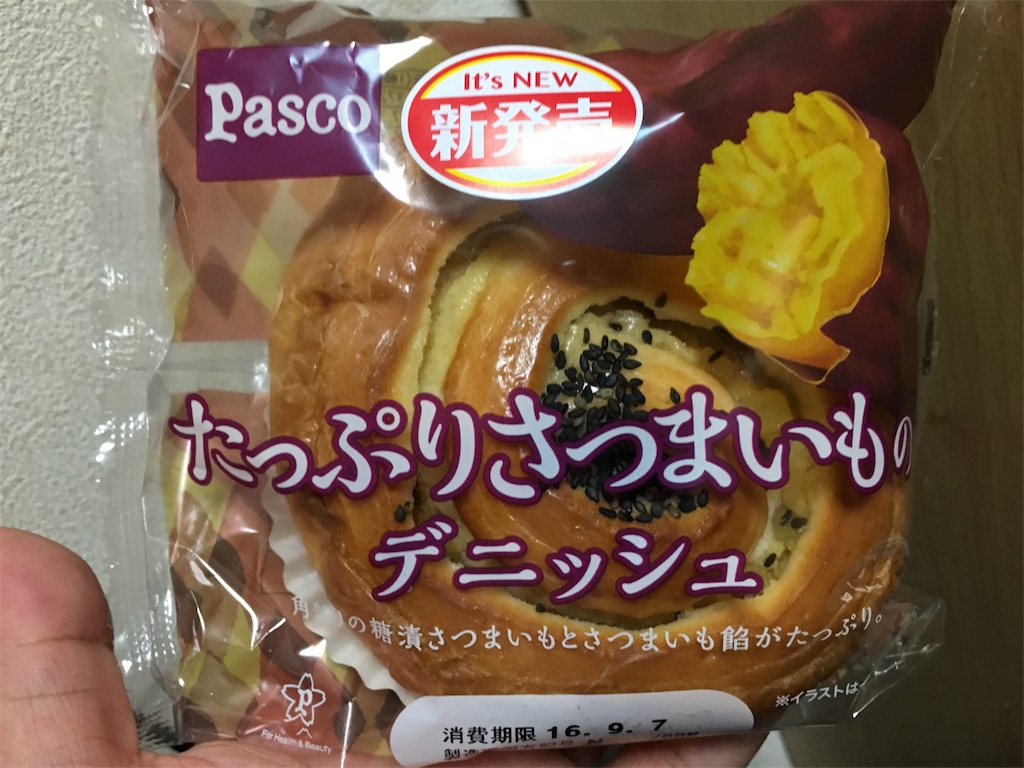 Pasco
It's NEW
新発売
たっぷりさつまいもの
デニッシュ
の糖漬さつまいもとさつまいも餡がたっぷり。
※イラストは
For Health & Beauty
消費期限 16. 9. 7